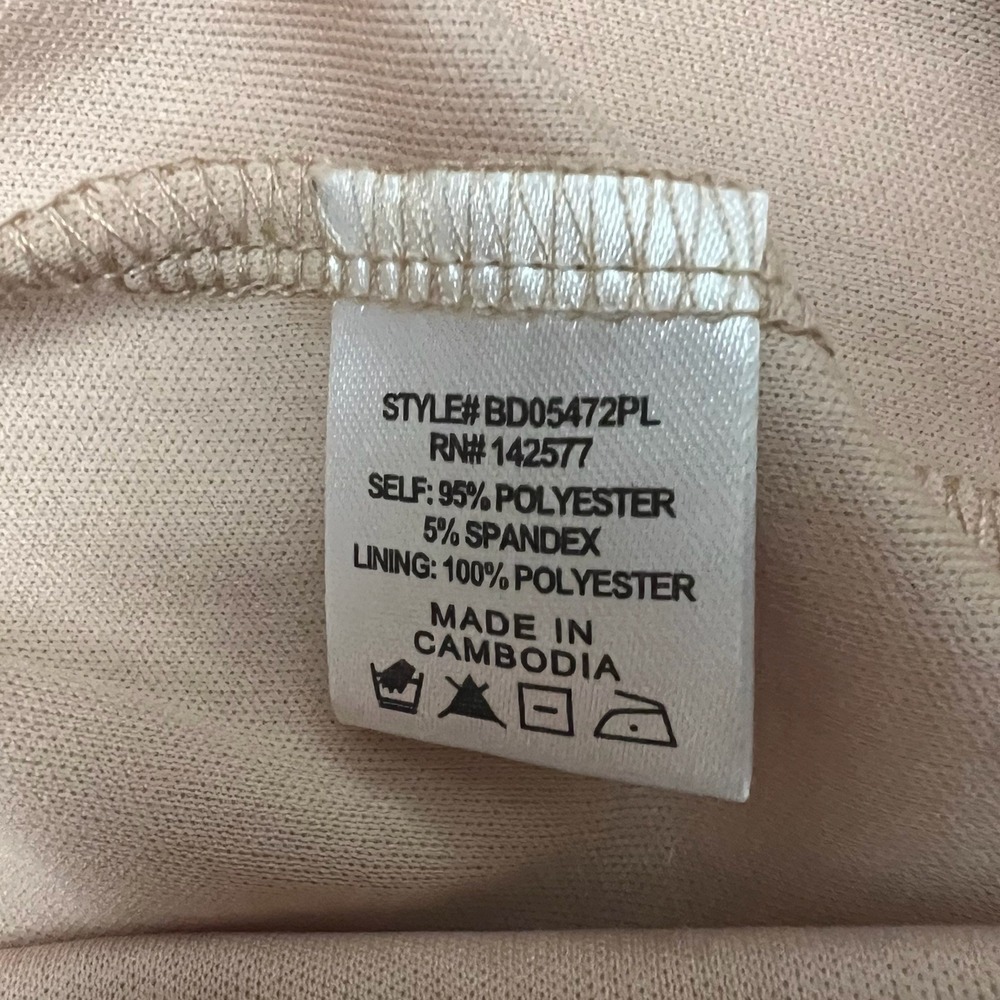 STYLE# BD05472PL
RN# 142577
SELF: 95% POLYESTER
5% SPANDEX
LINING: 100% POLYESTER
MADE IN
CAMBODIA